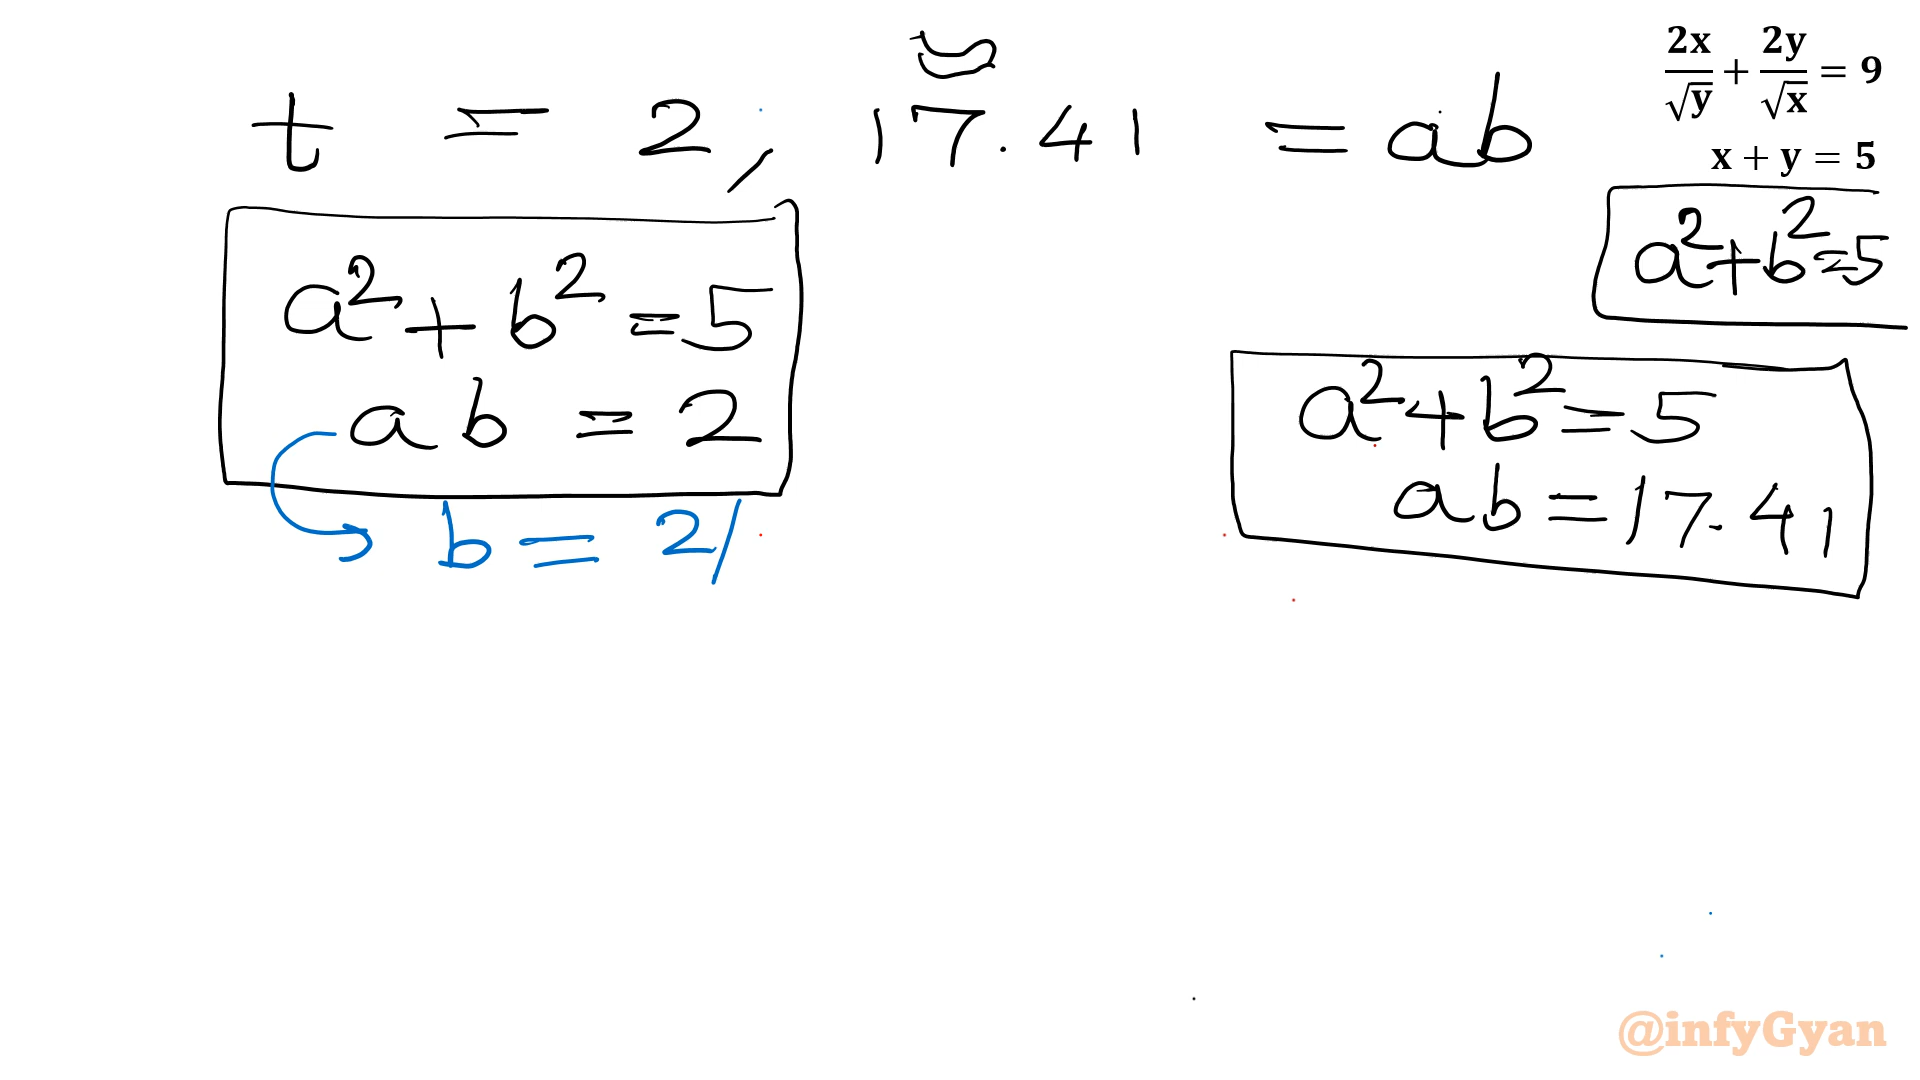 t = 2, 17.41 = ab
2x/√y + 2y/√x = 9
x + y = 5
a² + b² = 5
a² + b² = 5
ab = 2
b = 2/
a² + b² = 5
ab = 17.41
@infyGyan